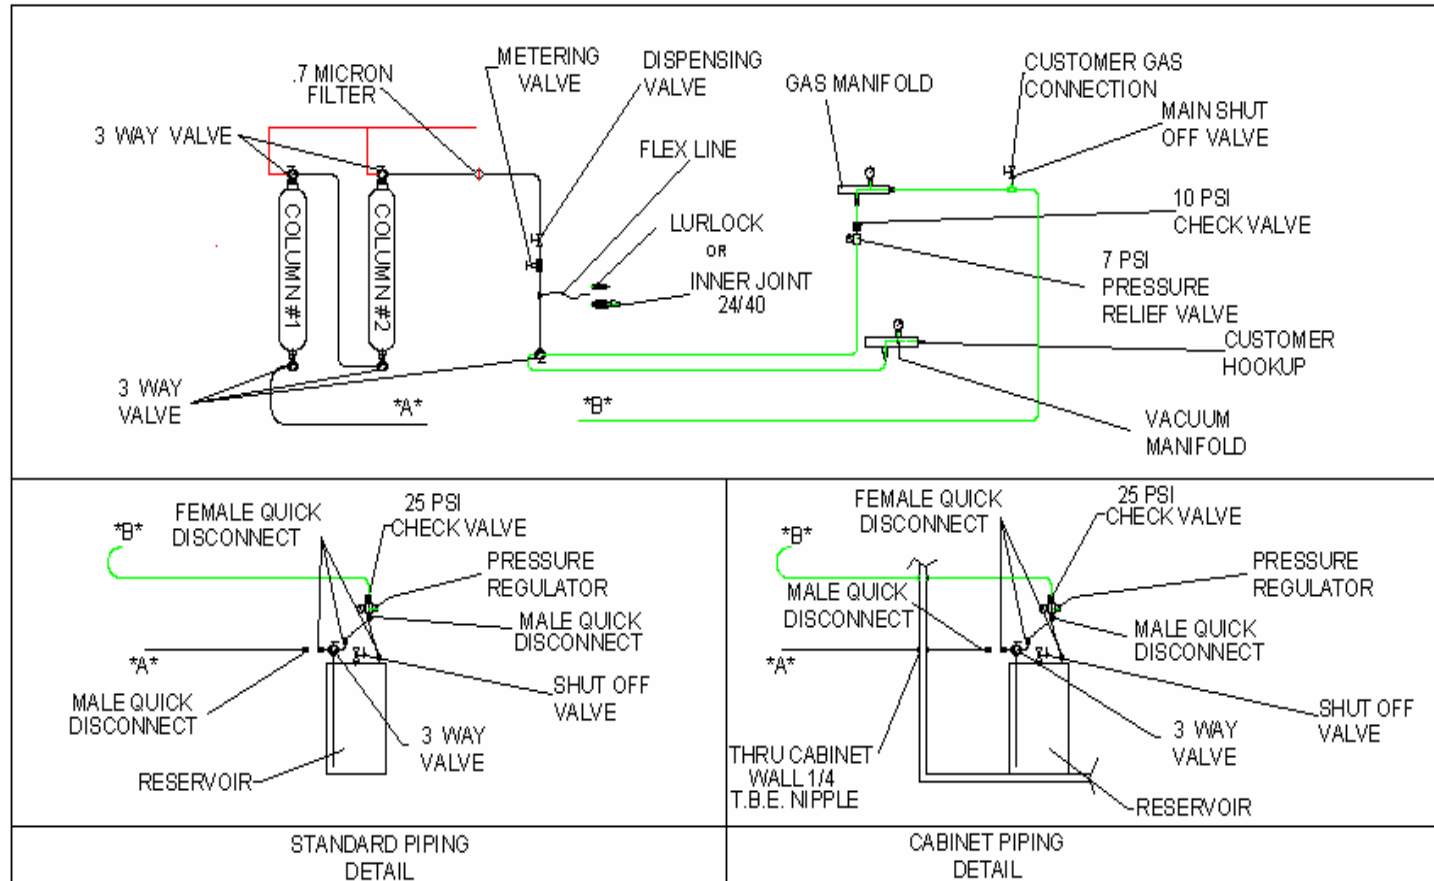 METERING
VALVE
DISPENSING
VALVE
.7 MICRON
FILTER
GAS MANIFOLD
CUSTOMER GAS
CONNECTION
MAIN SHUT
OFF VALVE
3 WAY VALVE
FLEX LINE
10 PSI
CHECK VALVE
LURLOCK
OR
INNER JOINT
24/40
7 PSI
PRESSURE
RELIEF VALVE
COLUMN #1
COLUMN #2
CUSTOMER
HOOKUP
3 WAY
VALVE
*A*
*B*
VACUUM
MANIFOLD
FEMALE QUICK
DISCONNECT
25 PSI
CHECK VALVE
*B*
PRESSURE
REGULATOR
MALE QUICK
DISCONNECT
*A*
MALE QUICK
DISCONNECT
SHUT OFF
VALVE
3 WAY
VALVE
RESERVOIR
STANDARD PIPING
DETAIL
FEMALE QUICK
DISCONNECT
25 PSI
CHECK VALVE
*B*
PRESSURE
REGULATOR
MALE QUICK
DISCONNECT
MALE QUICK
DISCONNECT
*A*
SHUT OFF
VALVE
3 WAY
VALVE
THRU CABINET
WALL 1/4
T.B.E. NIPPLE
RESERVOIR
CABINET PIPING
DETAIL